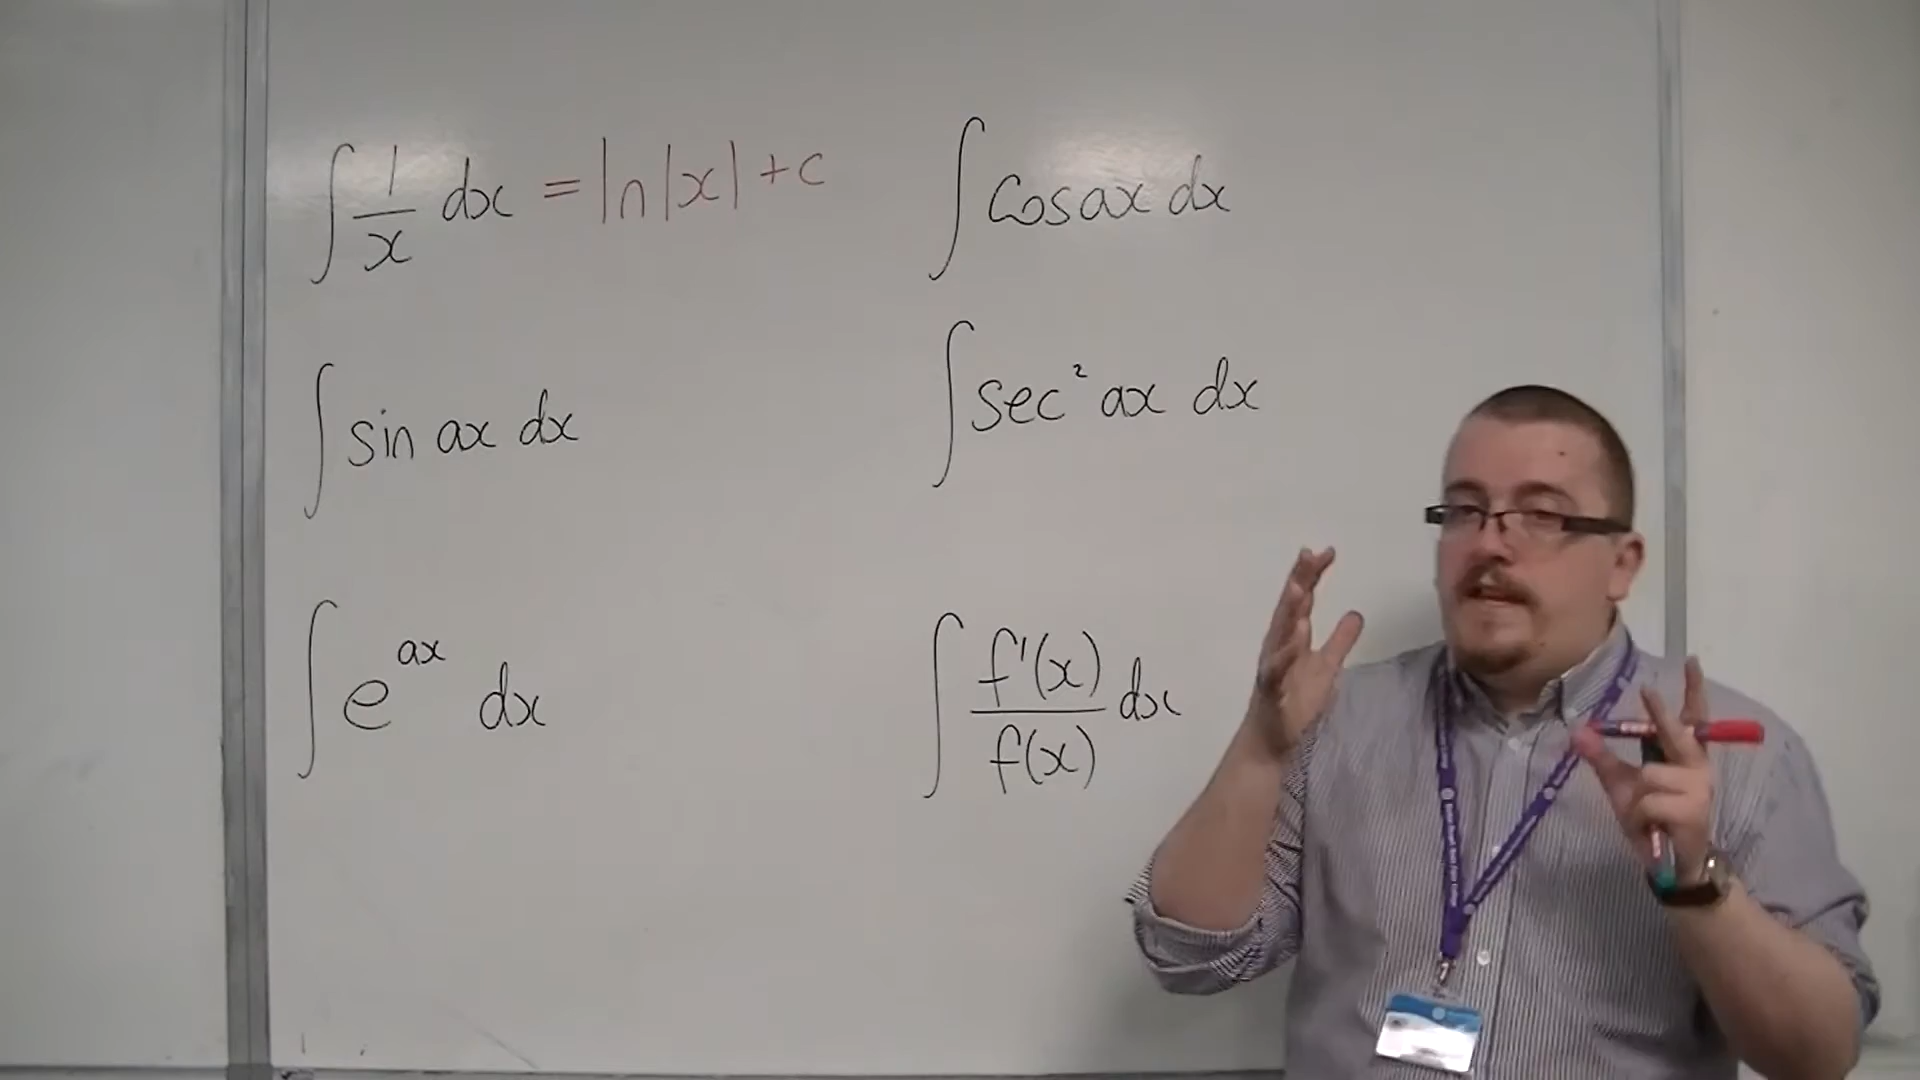 ∫ 1/x dx = ln|x| + c
∫ cos ax dx
∫ sin ax dx
∫ sec² ax dx
∫ e^ax dx
∫ f'(x)/f(x) dx